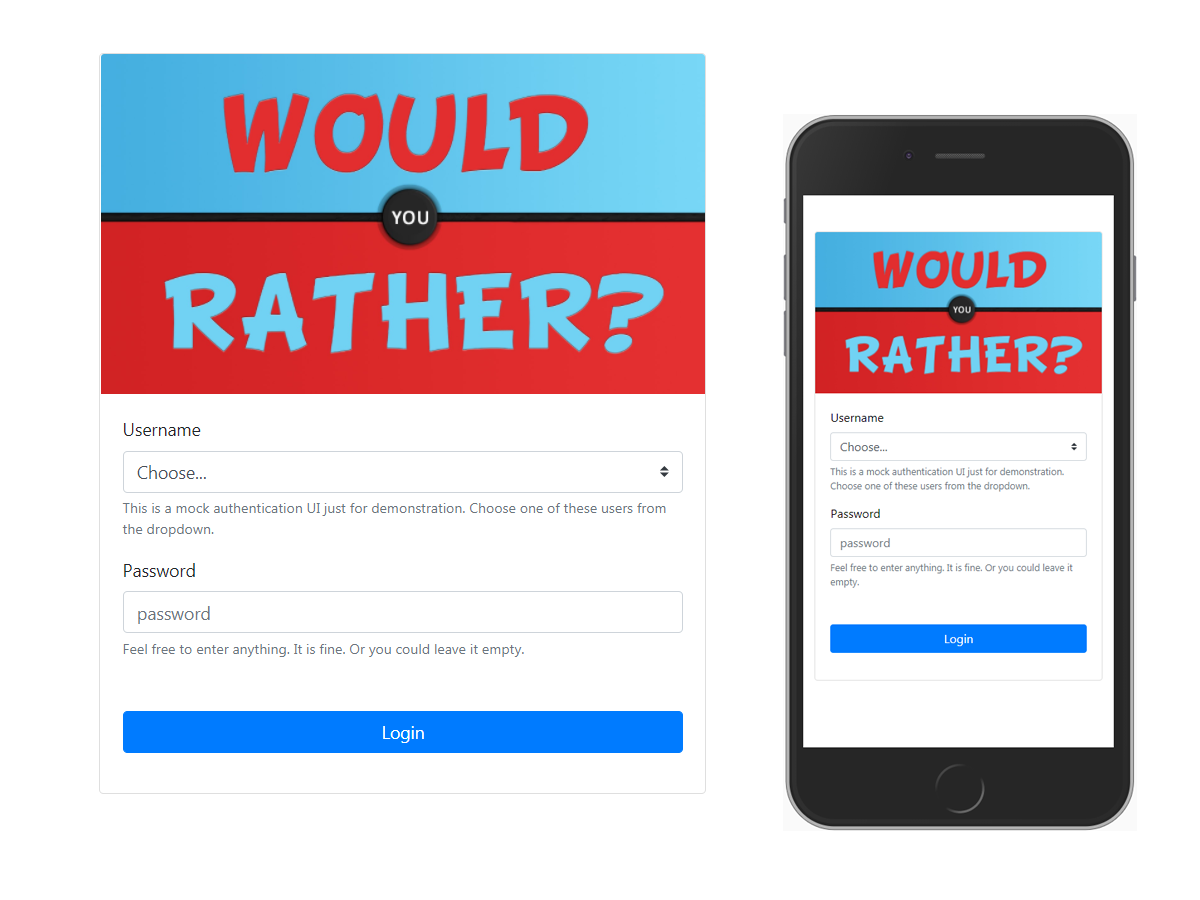 WOULD
YOU
RATHER?
Username
Choose...
This is a mock authentication UI just for demonstration. Choose one of these users from
the dropdown.
Password
password
Feel free to enter anything. It is fine. Or you could leave it empty.
Login
WOULD
YOU
RATHER?
Username
Choose...
This is a mock authentication UI just for demonstration.
Choose one of these users from the dropdown.
Password
password
Feel free to enter anything. It is fine. Or you could leave it
empty.
Login